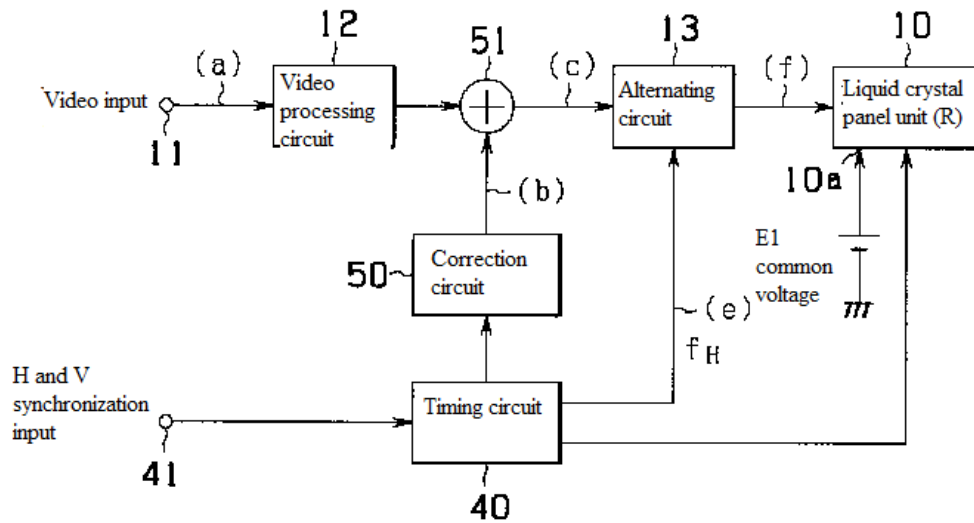 12
51
13
10
(a)
(c)
(f)
Video input
Video
processing
circuit
Alternating
circuit
Liquid crystal
panel unit (R)
11
10a
(b)
E1
common
voltage
50
Correction
circuit
(e)
fH
H and V
synchronization
input
Timing circuit
41
40